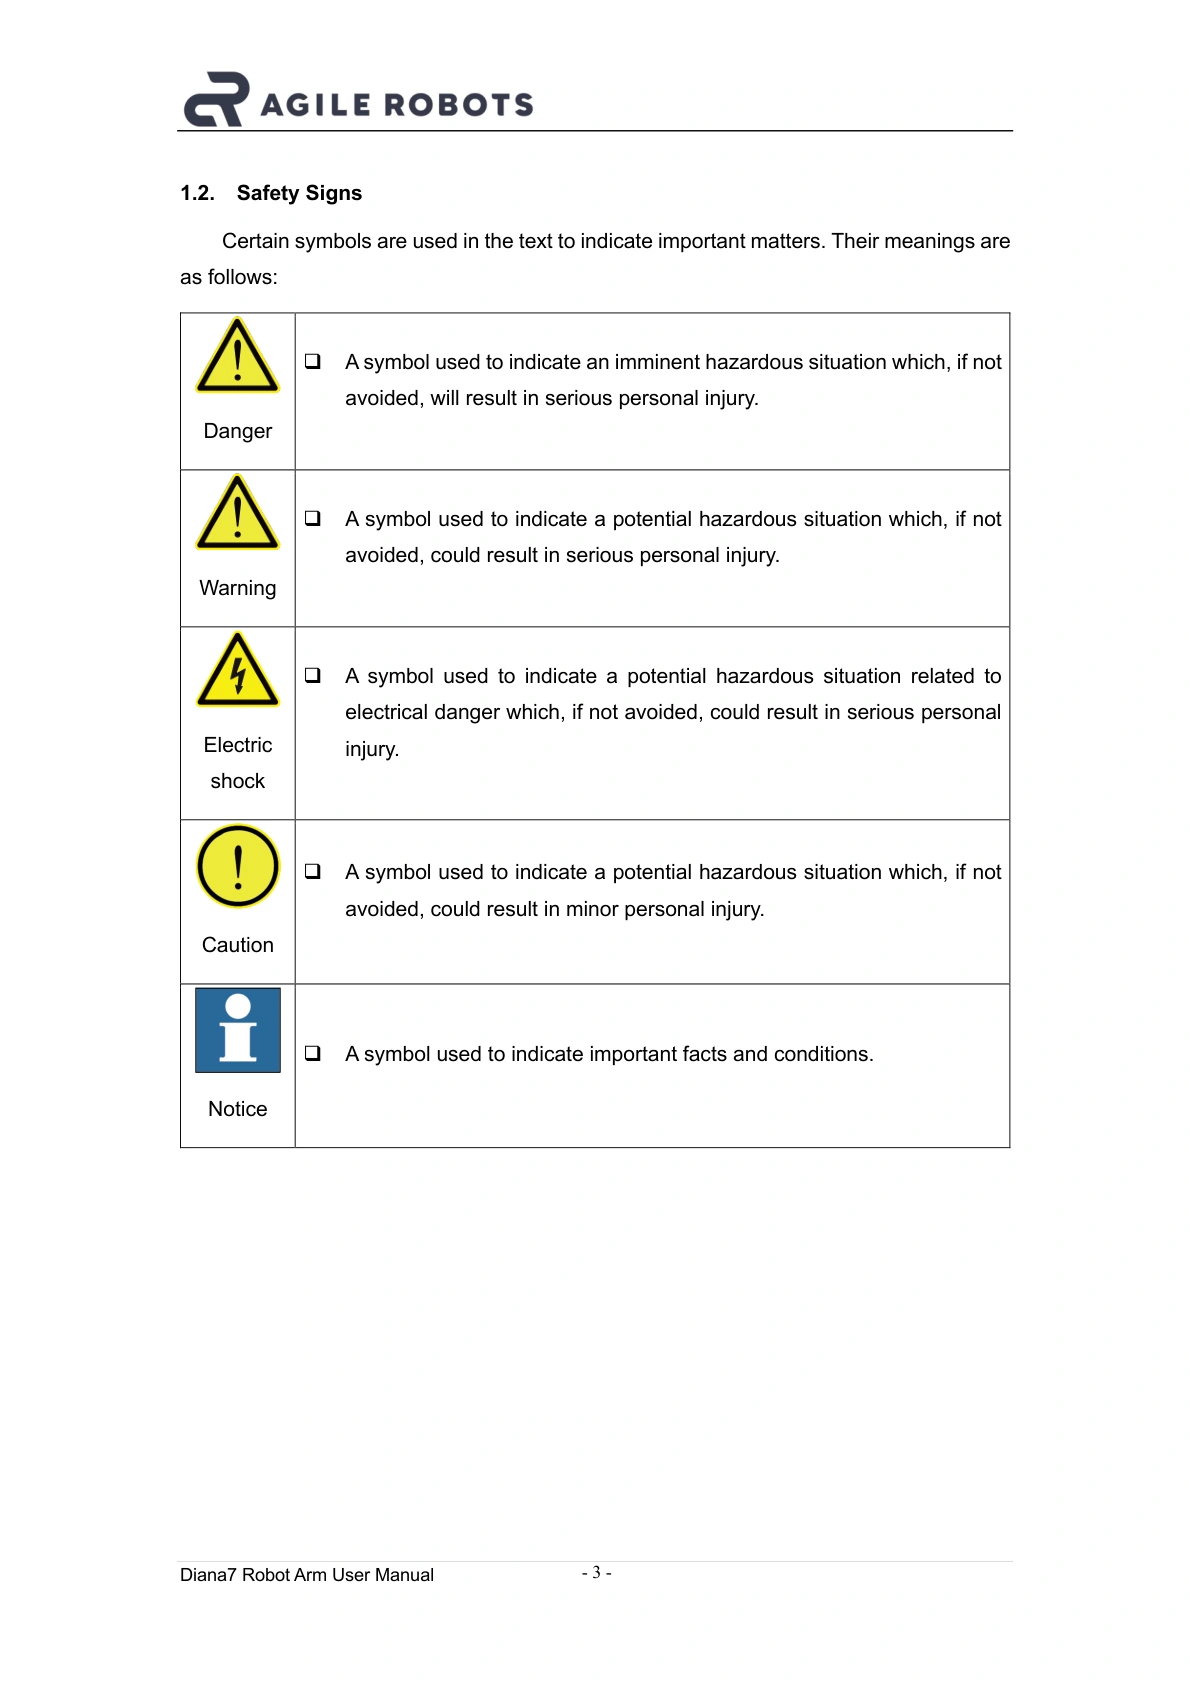 AGILE ROBOTS
1.2. Safety Signs
Certain symbols are used in the text to indicate important matters. Their meanings are
as follows:
❑ A symbol used to indicate an imminent hazardous situation which, if not
avoided, will result in serious personal injury.
Danger
❑ A symbol used to indicate a potential hazardous situation which, if not
avoided, could result in serious personal injury.
Warning
❑ A symbol used to indicate a potential hazardous situation related to
electrical danger which, if not avoided, could result in serious personal
injury.
Electric
shock
❑ A symbol used to indicate a potential hazardous situation which, if not
avoided, could result in minor personal injury.
Caution
❑ A symbol used to indicate important facts and conditions.
Notice
Diana7 Robot Arm User Manual - 3 -